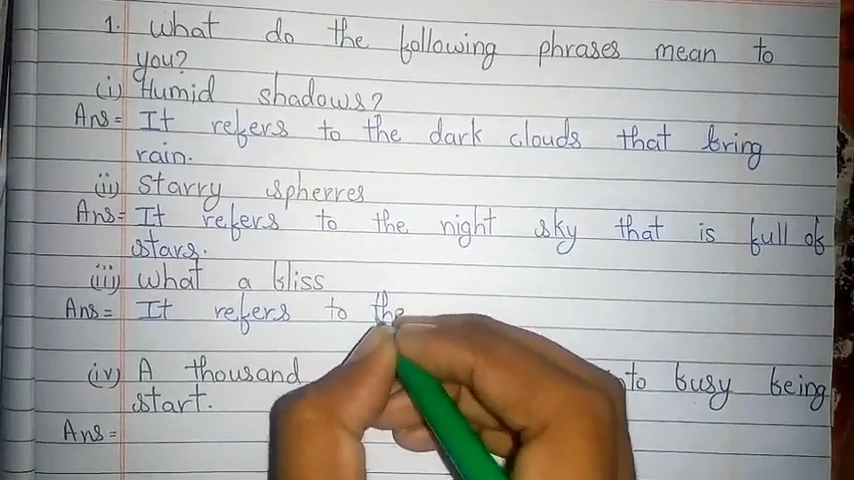 1. What do the following phrases mean to
you?
(i) Humid shadows?
Ans= It refers to the dark clouds that bring
rain.
(ii) Starry spherres
Ans= It refers to the night sky that is full of
stars.
(iii) What a bliss
Ans= It refers to the
(iv) A thousand to busy being
start.
Ans=